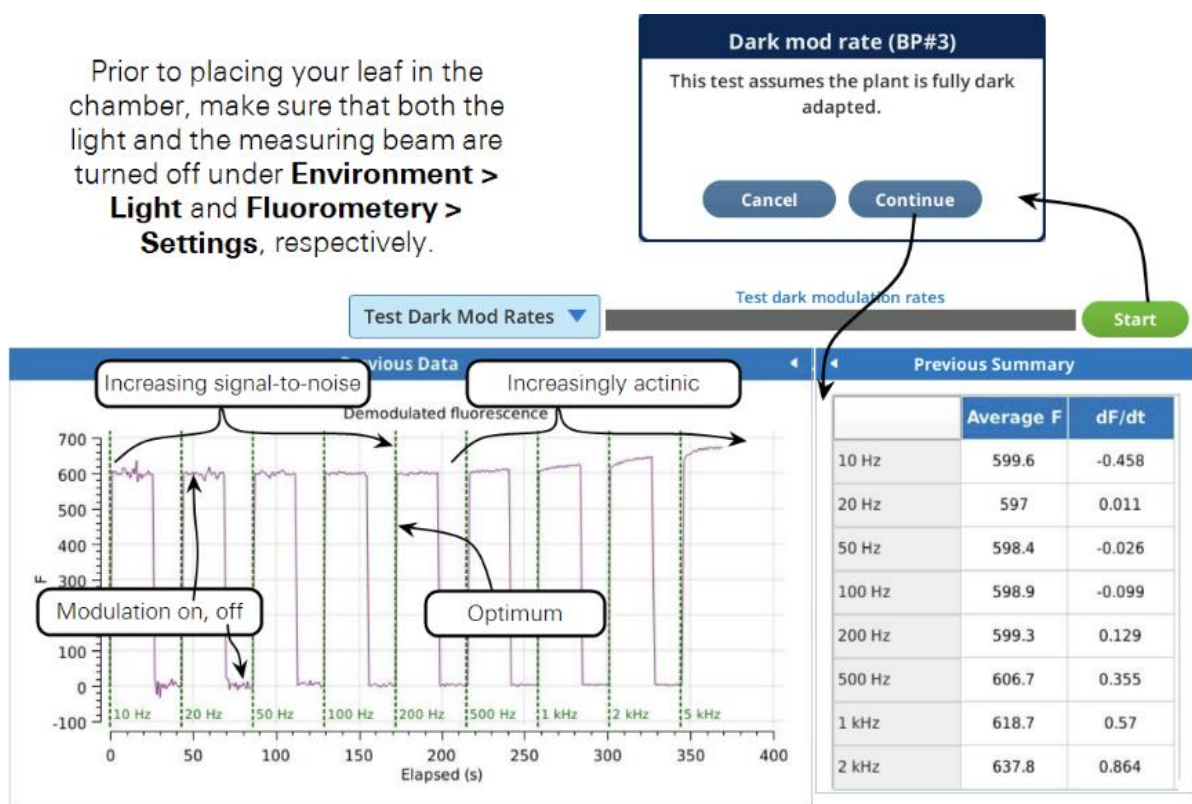 Prior to placing your leaf in the
chamber, make sure that both the
light and the measuring beam are
turned off under Environment >
Light and Fluorometery >
Settings, respectively.
Dark mod rate (BP#3)
This test assumes the plant is fully dark
adapted.
Cancel
Continue
Test Dark Mod Rates
Test dark modulation rates
Start
Previous Data
Increasing signal-to-noise
Increasingly actinic
Demodulated fluorescence
700
600
500
400
300
100
0
-100
F
Modulation on, off
Optimum
10 Hz
20 Hz
50 Hz
100 Hz
200 Hz
500 Hz
1 kHz
2 kHz
5 kHz
0
50
100
150
200
250
300
350
400
Elapsed (s)
Previous Summary
Average F dF/dt
10 Hz 599.6 -0.458
20 Hz 597 0.011
50 Hz 598.4 -0.026
100 Hz 598.9 -0.099
200 Hz 599.3 0.129
500 Hz 606.7 0.355
1 kHz 618.7 0.57
2 kHz 637.8 0.864